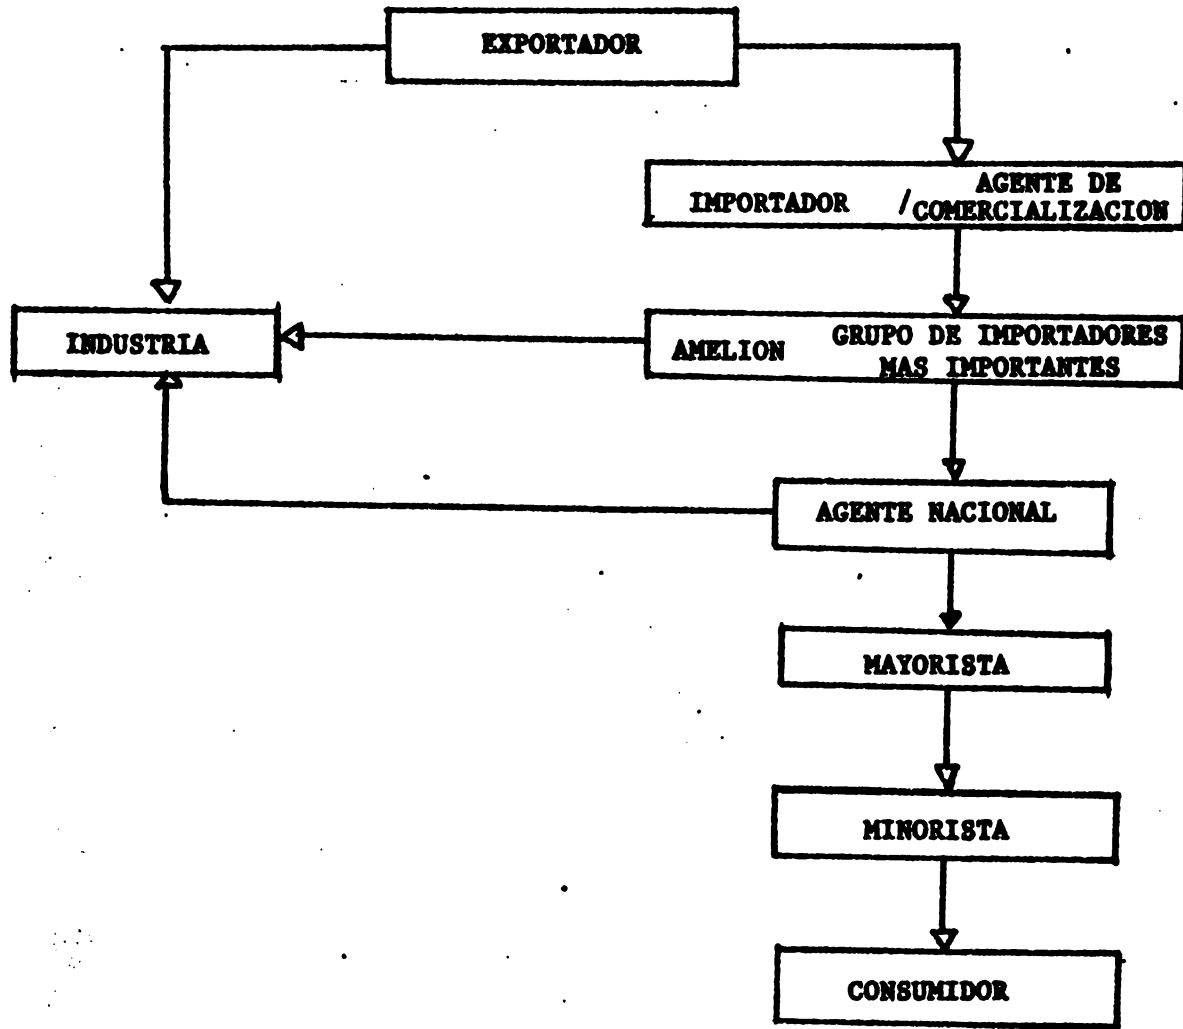 EXPORTADOR
AGENTE DE
IMPORTADOR / COMERCIALIZACION
INDUSTRIA
AMELION GRUPO DE IMPORTADORES
MAS IMPORTANTES
AGENTE NACIONAL
MAYORISTA
MINORISTA
CONSUMIDOR